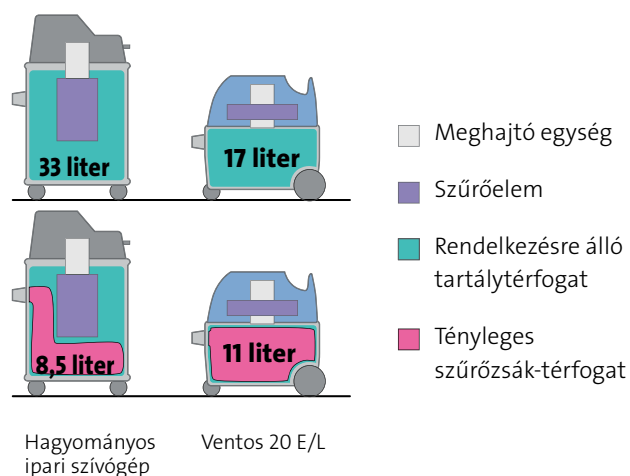 33 liter
17 liter
8,5 liter
11 liter
Meghajtó egység
Szűrőelem
Rendelkezésre álló
tartálytérfogat
Tényleges
szűrőzsák-térfogat
Hagyományos
ipari szívógép
Ventos 20 E/L